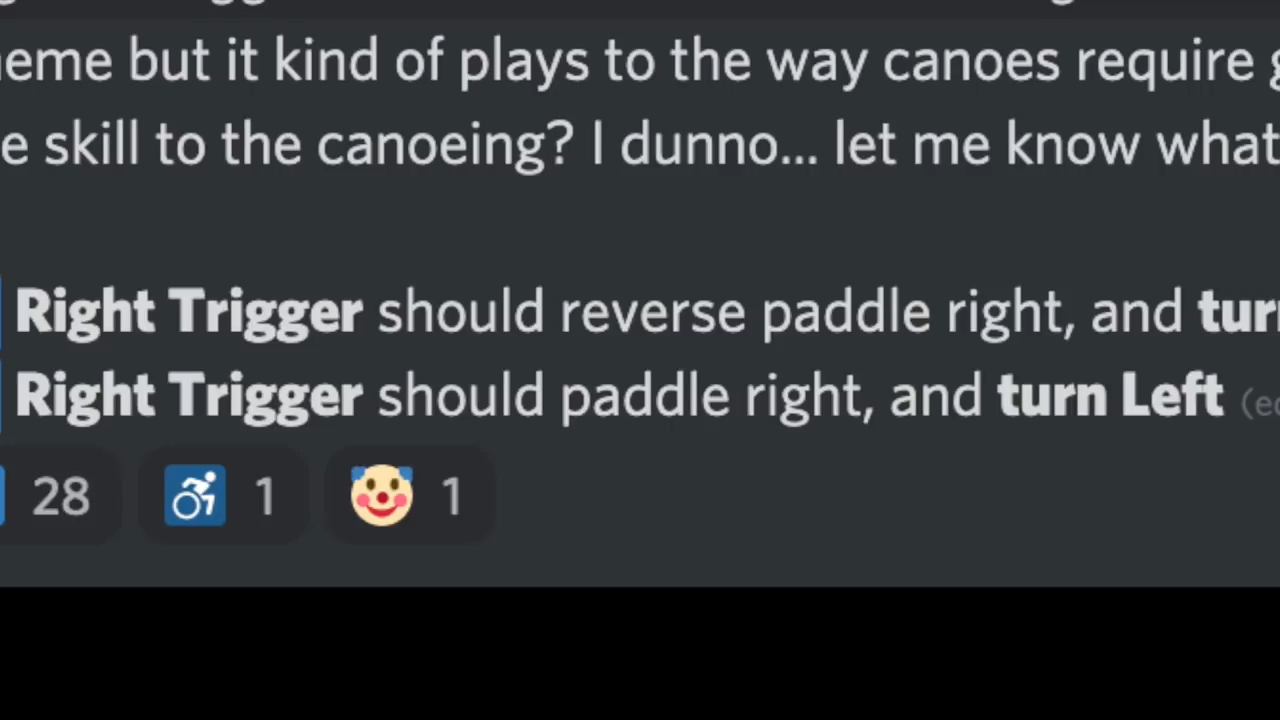 eme but it kind of plays to the way canoes require
e skill to the canoeing? I dunno... let me know what
Right Trigger should reverse paddle right, and tur
Right Trigger should paddle right, and turn Left (ed
28 1 1